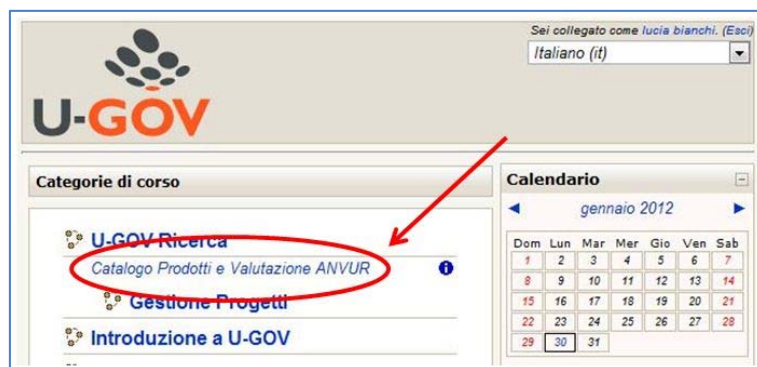 Sei collegato come lucia bianchi. (Esci)
Italiano (it)
U-GOV
Categorie di corso
U-GOV Ricerca
Catalogo Prodotti e Valutazione ANVUR
Gestione Progetti
Introduzione a U-GOV
Calendario
gennaio 2012
Dom Lun Mar Mer Gio Ven Sab
1 2 3 4 5 6 7
8 9 10 11 12 13 14
15 16 17 18 19 20 21
22 23 24 25 26 27 28
29 30 31